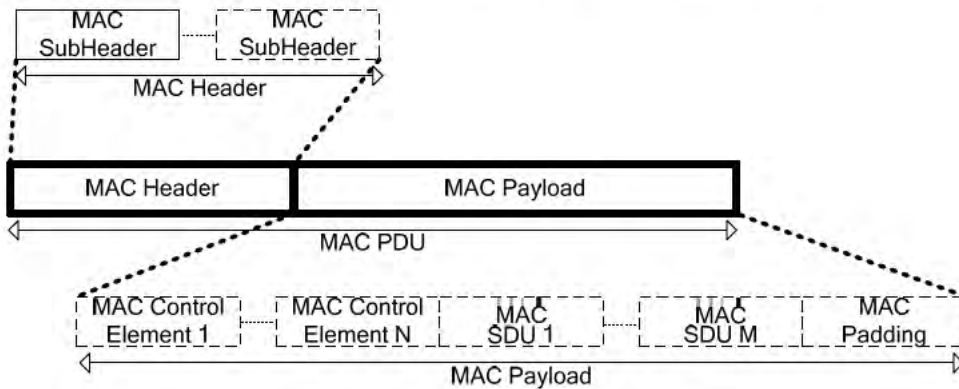 MAC
SubHeader
MAC
SubHeader
MAC Header
MAC Header
MAC Payload
MAC PDU
MAC Control
Element 1
MAC Control
Element N
MAC
SDU 1
MAC
SDU M
MAC
Padding
MAC Payload